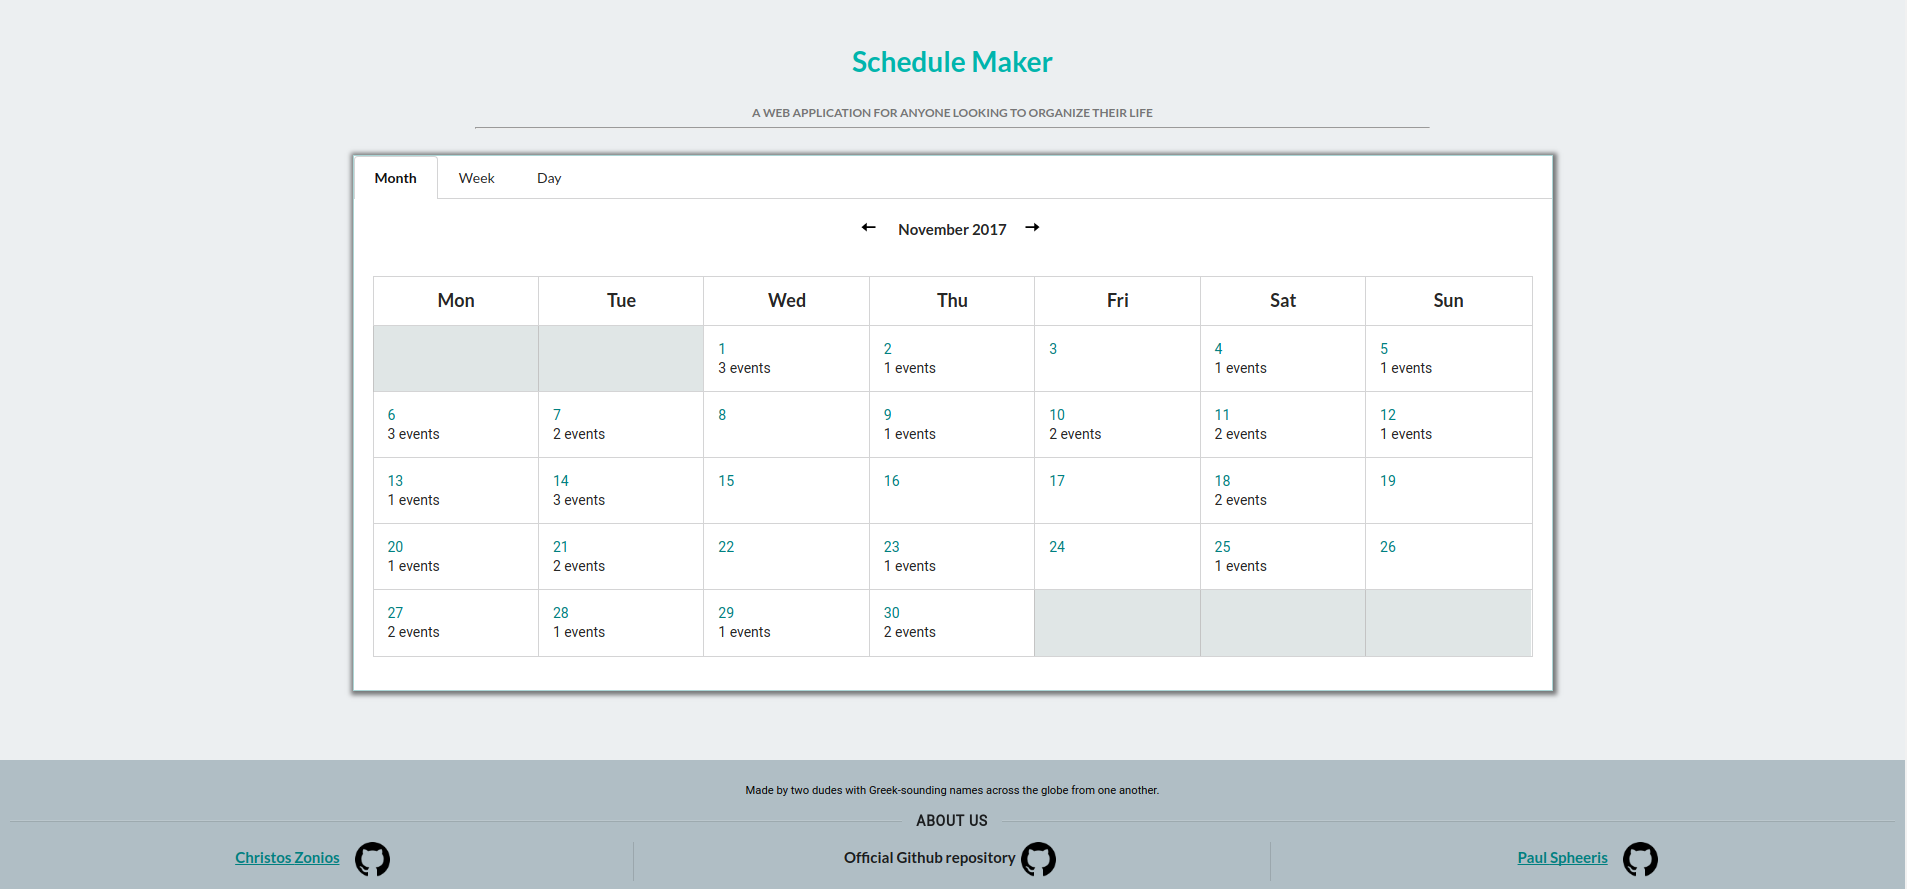 Schedule Maker
A WEB APPLICATION FOR ANYONE LOOKING TO ORGANIZE THEIR LIFE
Month Week Day
November 2017
Mon Tue Wed Thu Fri Sat Sun
1 2 3 4 5
3 events 1 events 1 events 1 events
6 7 8 9 10 11 12
3 events 2 events 1 events 2 events 2 events 1 events
13 14 15 16 17 18 19
1 events 3 events 2 events
20 21 22 23 24 25 26
1 events 2 events 1 events 1 events
27 28 29 30
2 events 1 events 1 events 2 events
Made by two dudes with Greek-sounding names across the globe from one another.
ABOUT US
Christos Zonios Official Github repository Paul Spheeris